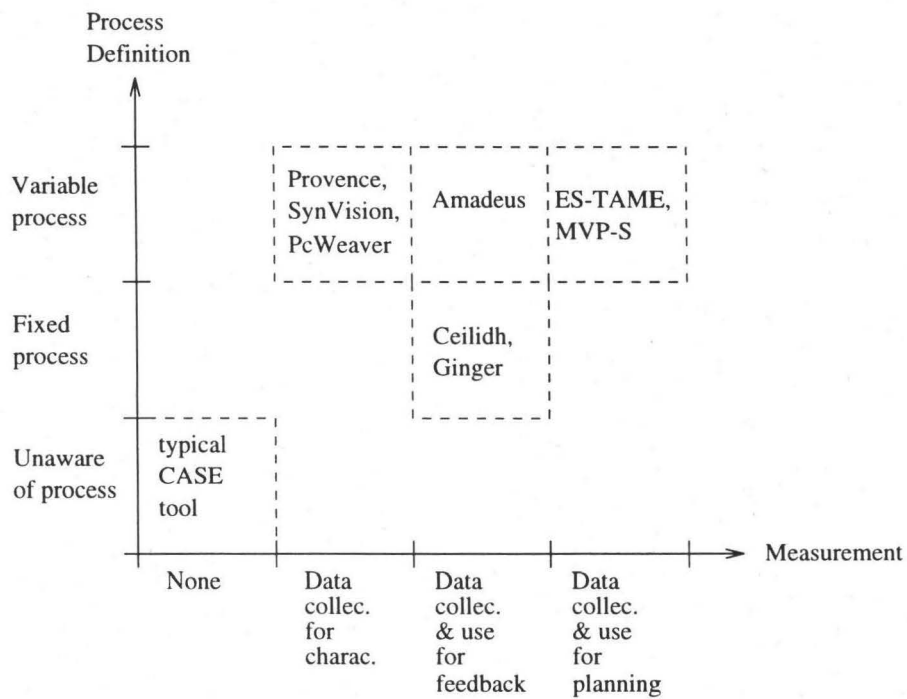 Process
Definition
Variable
process
Provence,
SynVision,
PcWeaver
Amadeus
ES-TAME,
MVP-S
Fixed
process
Ceilidh,
Ginger
Unaware
of process
typical
CASE
tool
Measurement
None
Data
collec.
for
charac.
Data
collec.
& use
for
feedback
Data
collec.
& use
for
planning